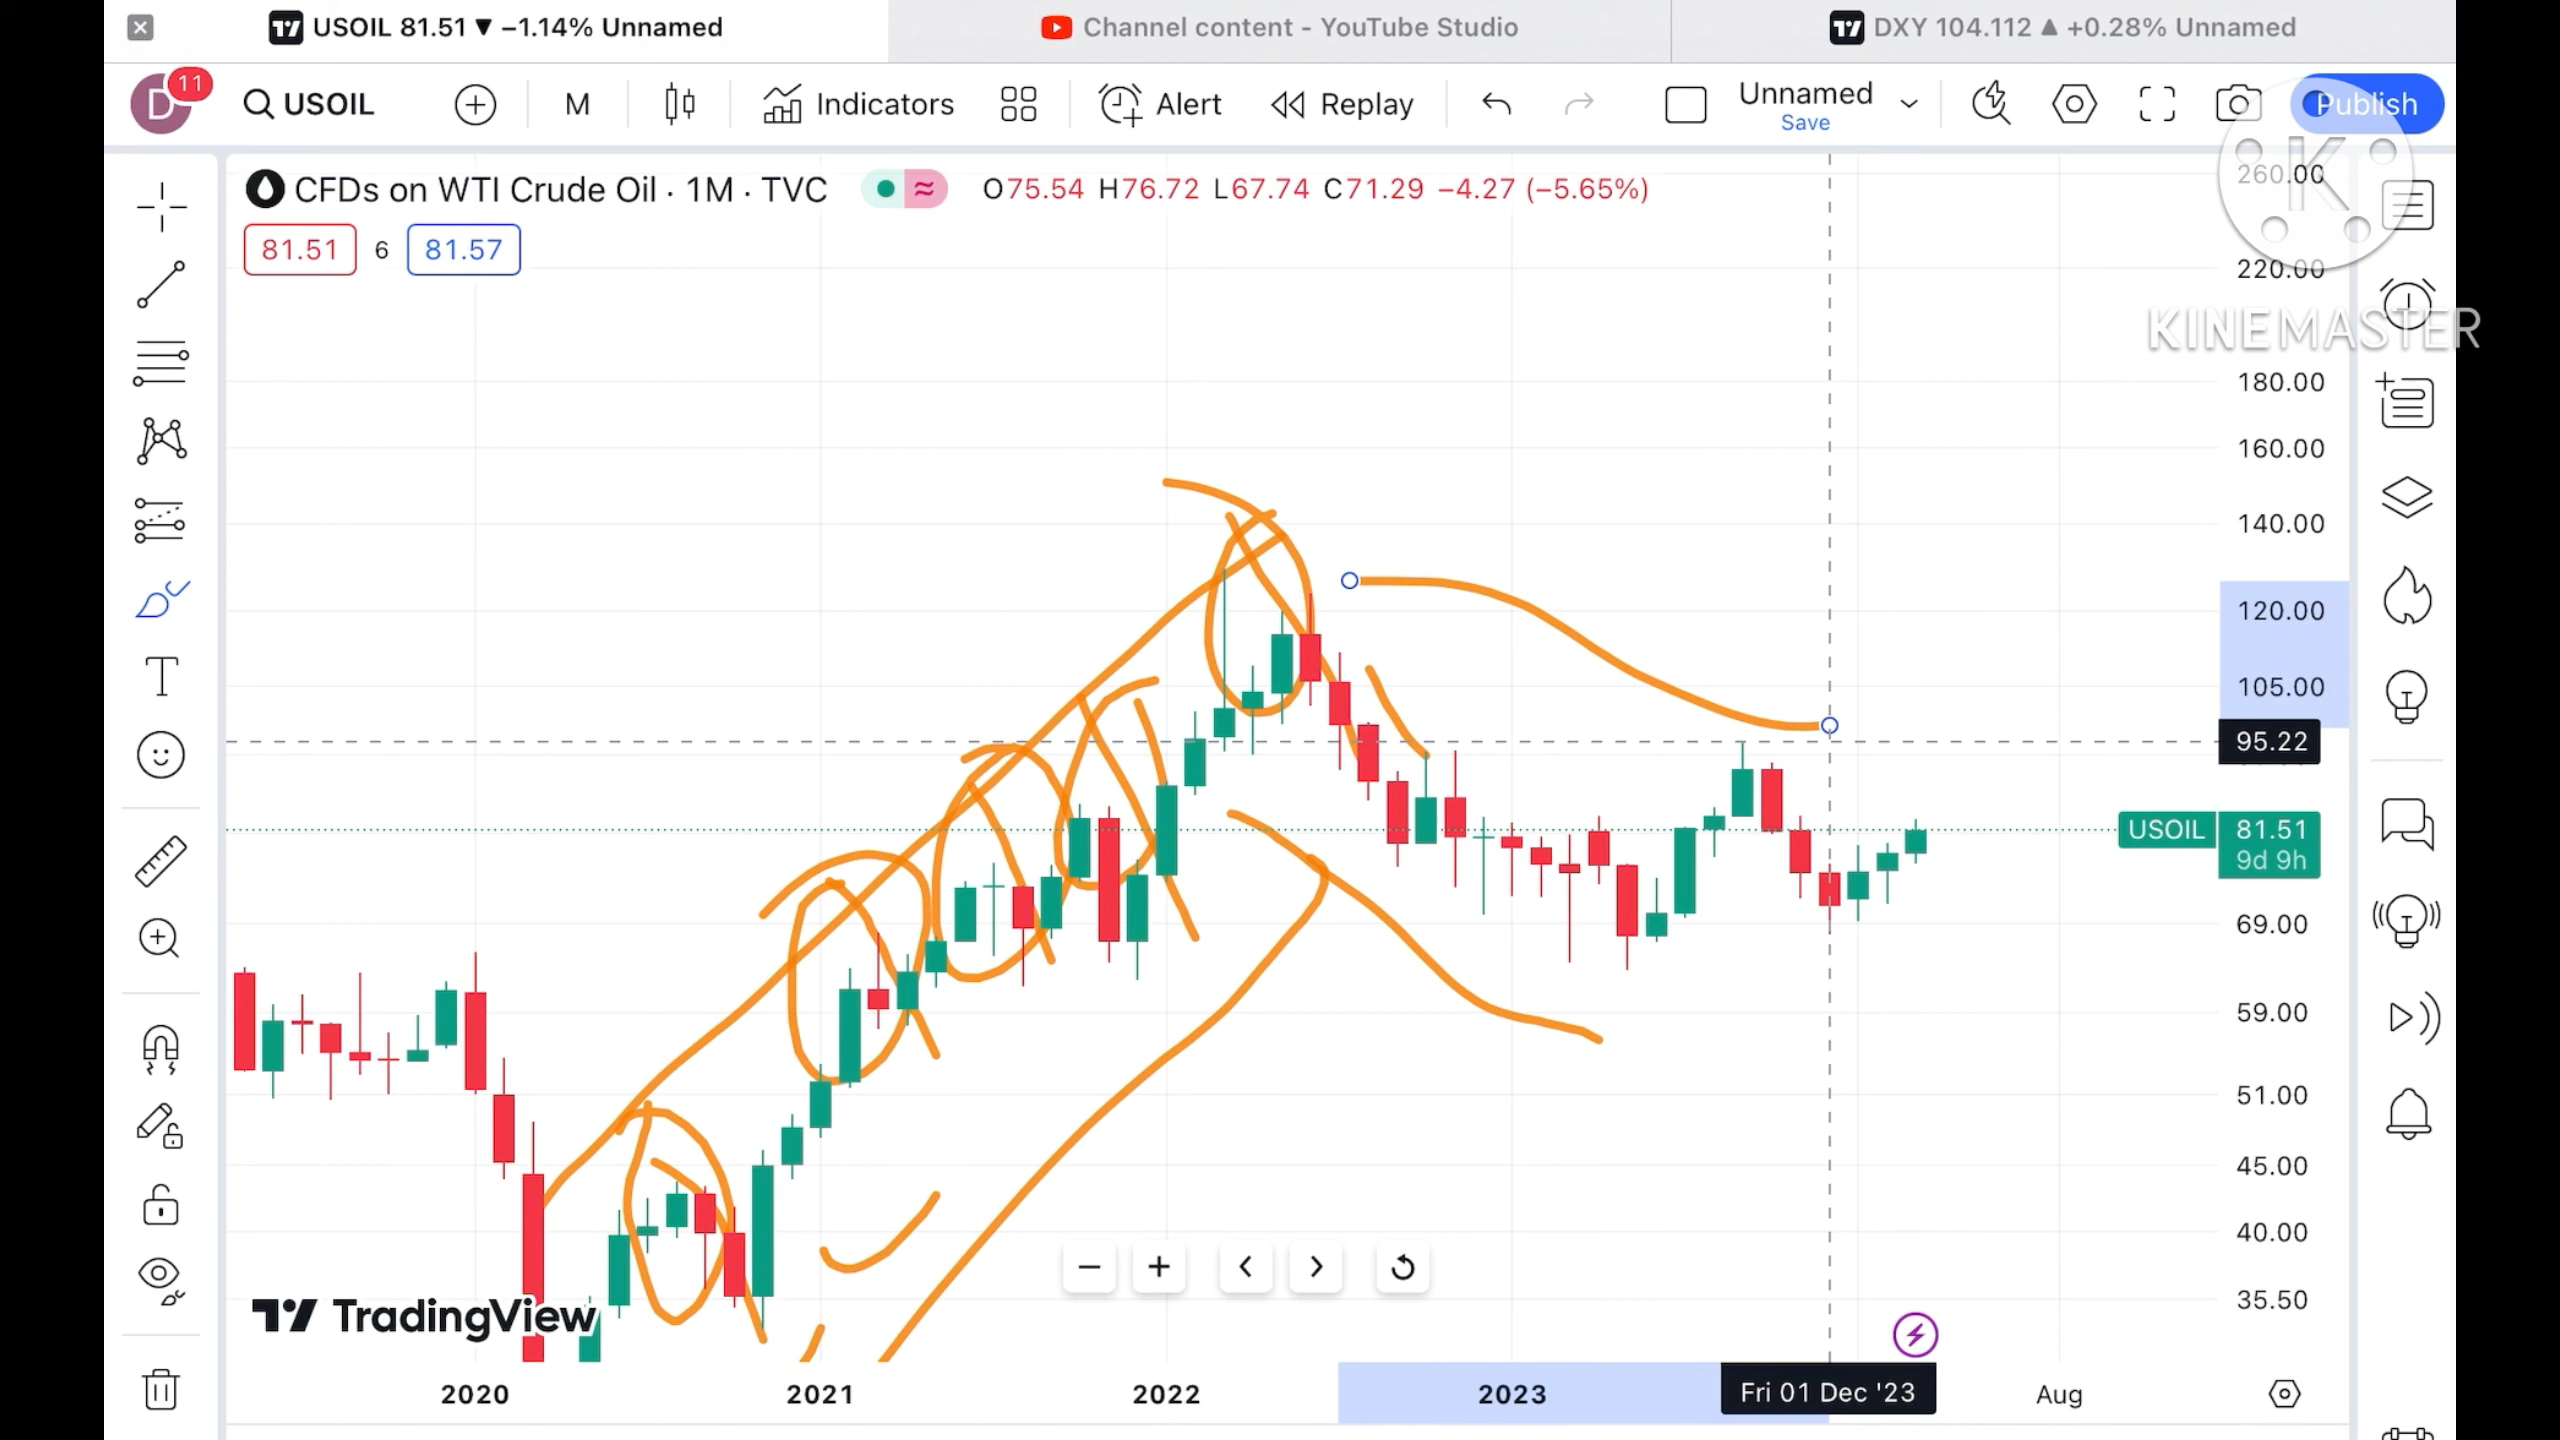 USOIL 81.51 ▼ −1.14% Unnamed
Channel content - YouTube Studio
DXY 104.112 ▲ +0.28% Unnamed
D
11
USOIL
M
Indicators
Alert
Replay
Unnamed
Save
Publish
CFDs on WTI Crude Oil · 1M · TVC
O75.54 H76.72 L67.74 C71.29 −4.27 (−5.65%)
81.51
6
81.57
260.00
220.00
K
KINEMASTER
180.00
160.00
140.00
120.00
105.00
95.22
USOIL
81.51
9d 9h
69.00
59.00
51.00
45.00
40.00
35.50
TradingView
2020
2021
2022
2023
Fri 01 Dec '23
Aug